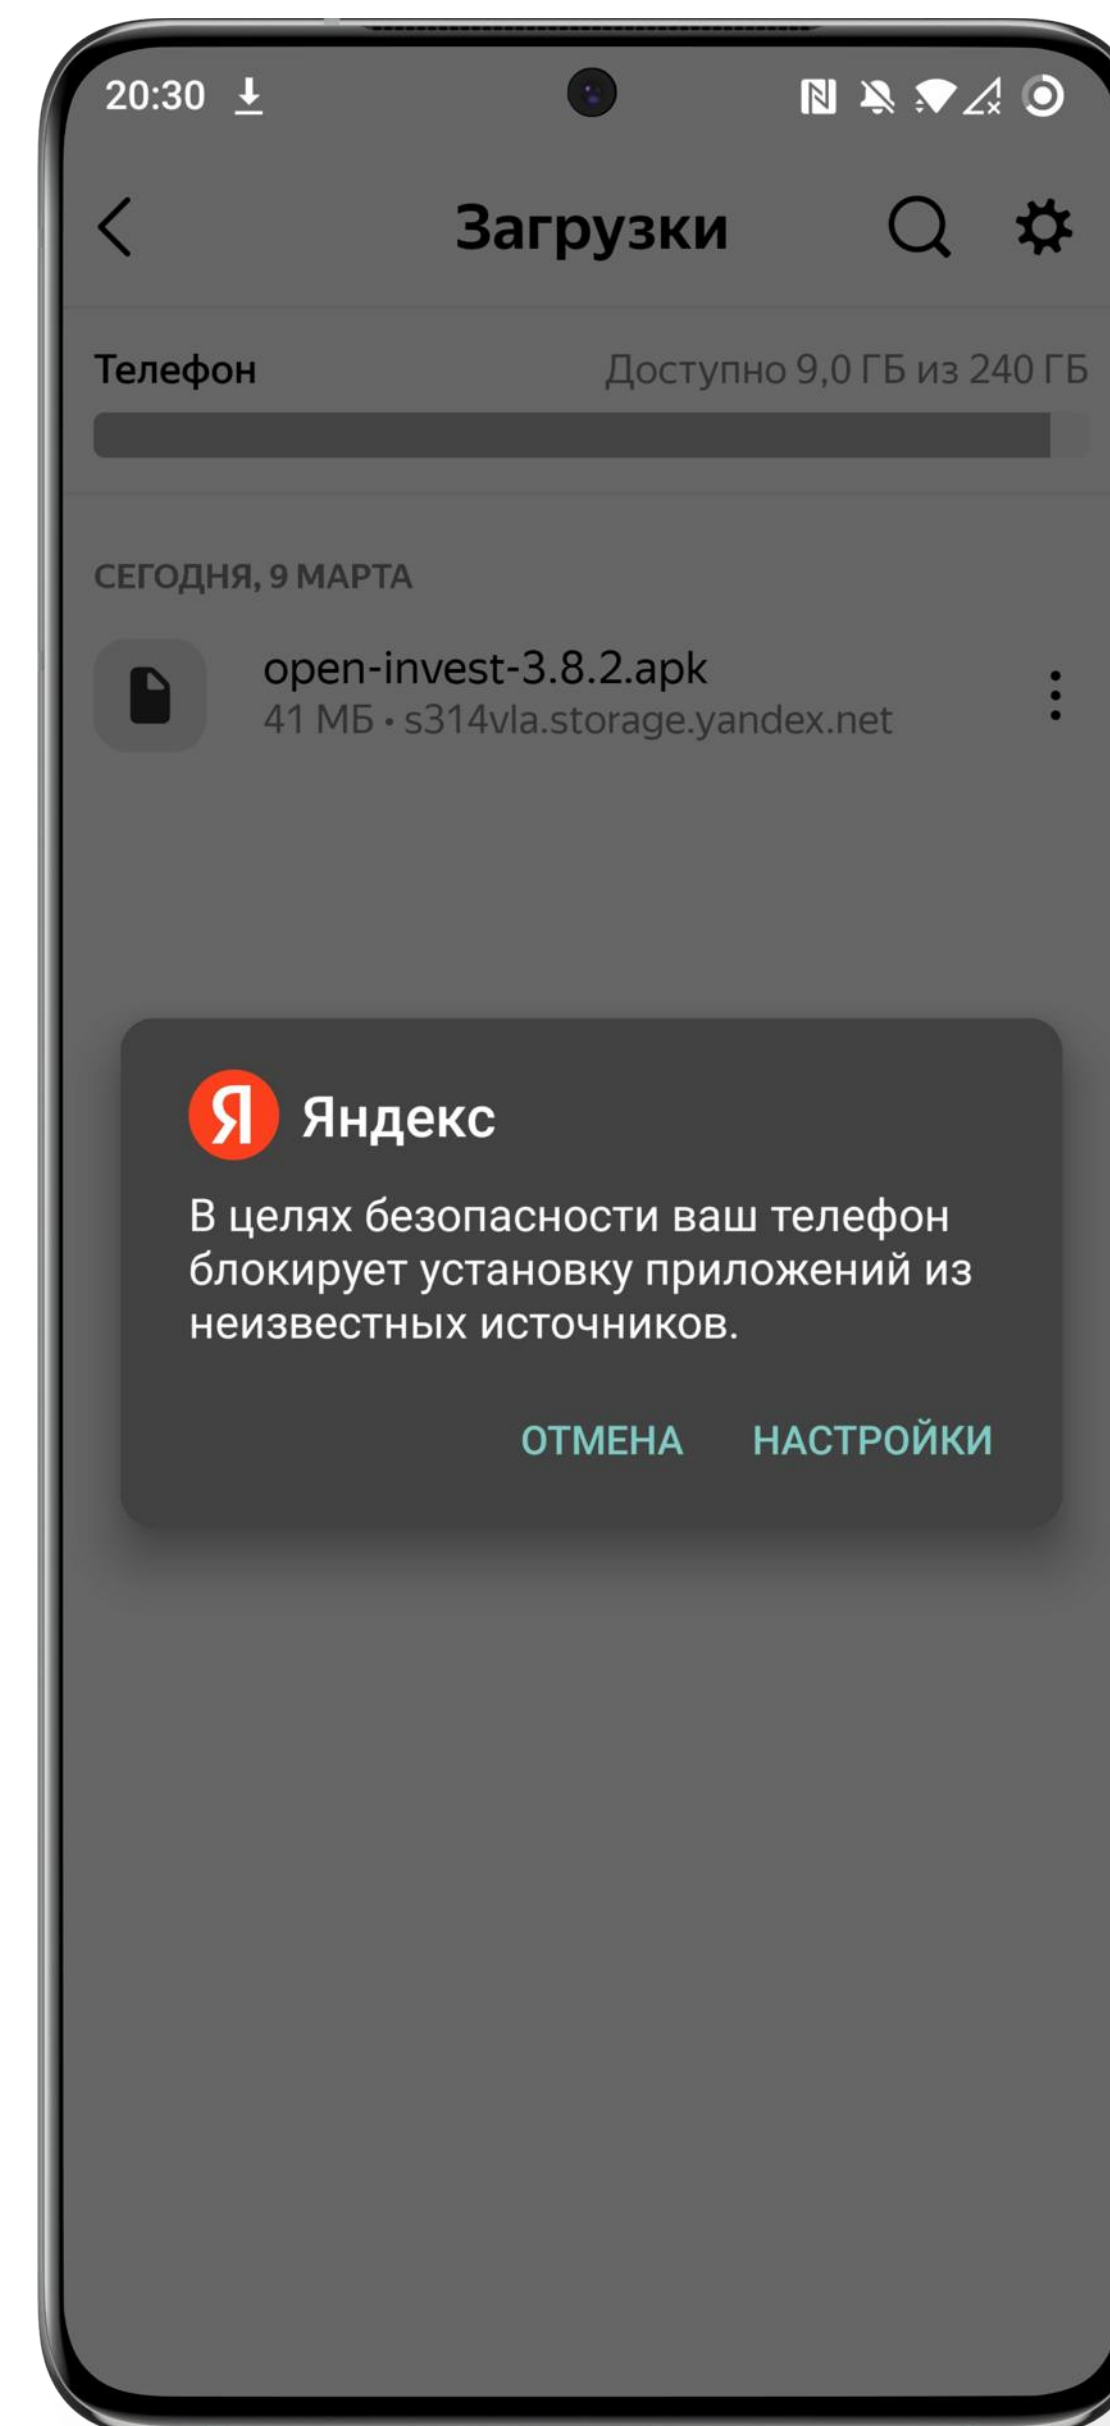 20:30
Загрузки
Телефон
Доступно 9,0 ГБ из 240 ГБ
СЕГОДНЯ, 9 МАРТА
open-invest-3.8.2.apk
41 МБ • s314vla.storage.yandex.net
Я Яндекс
В целях безопасности ваш телефон
блокирует установку приложений из
неизвестных источников.
ОТМЕНА НАСТРОЙКИ